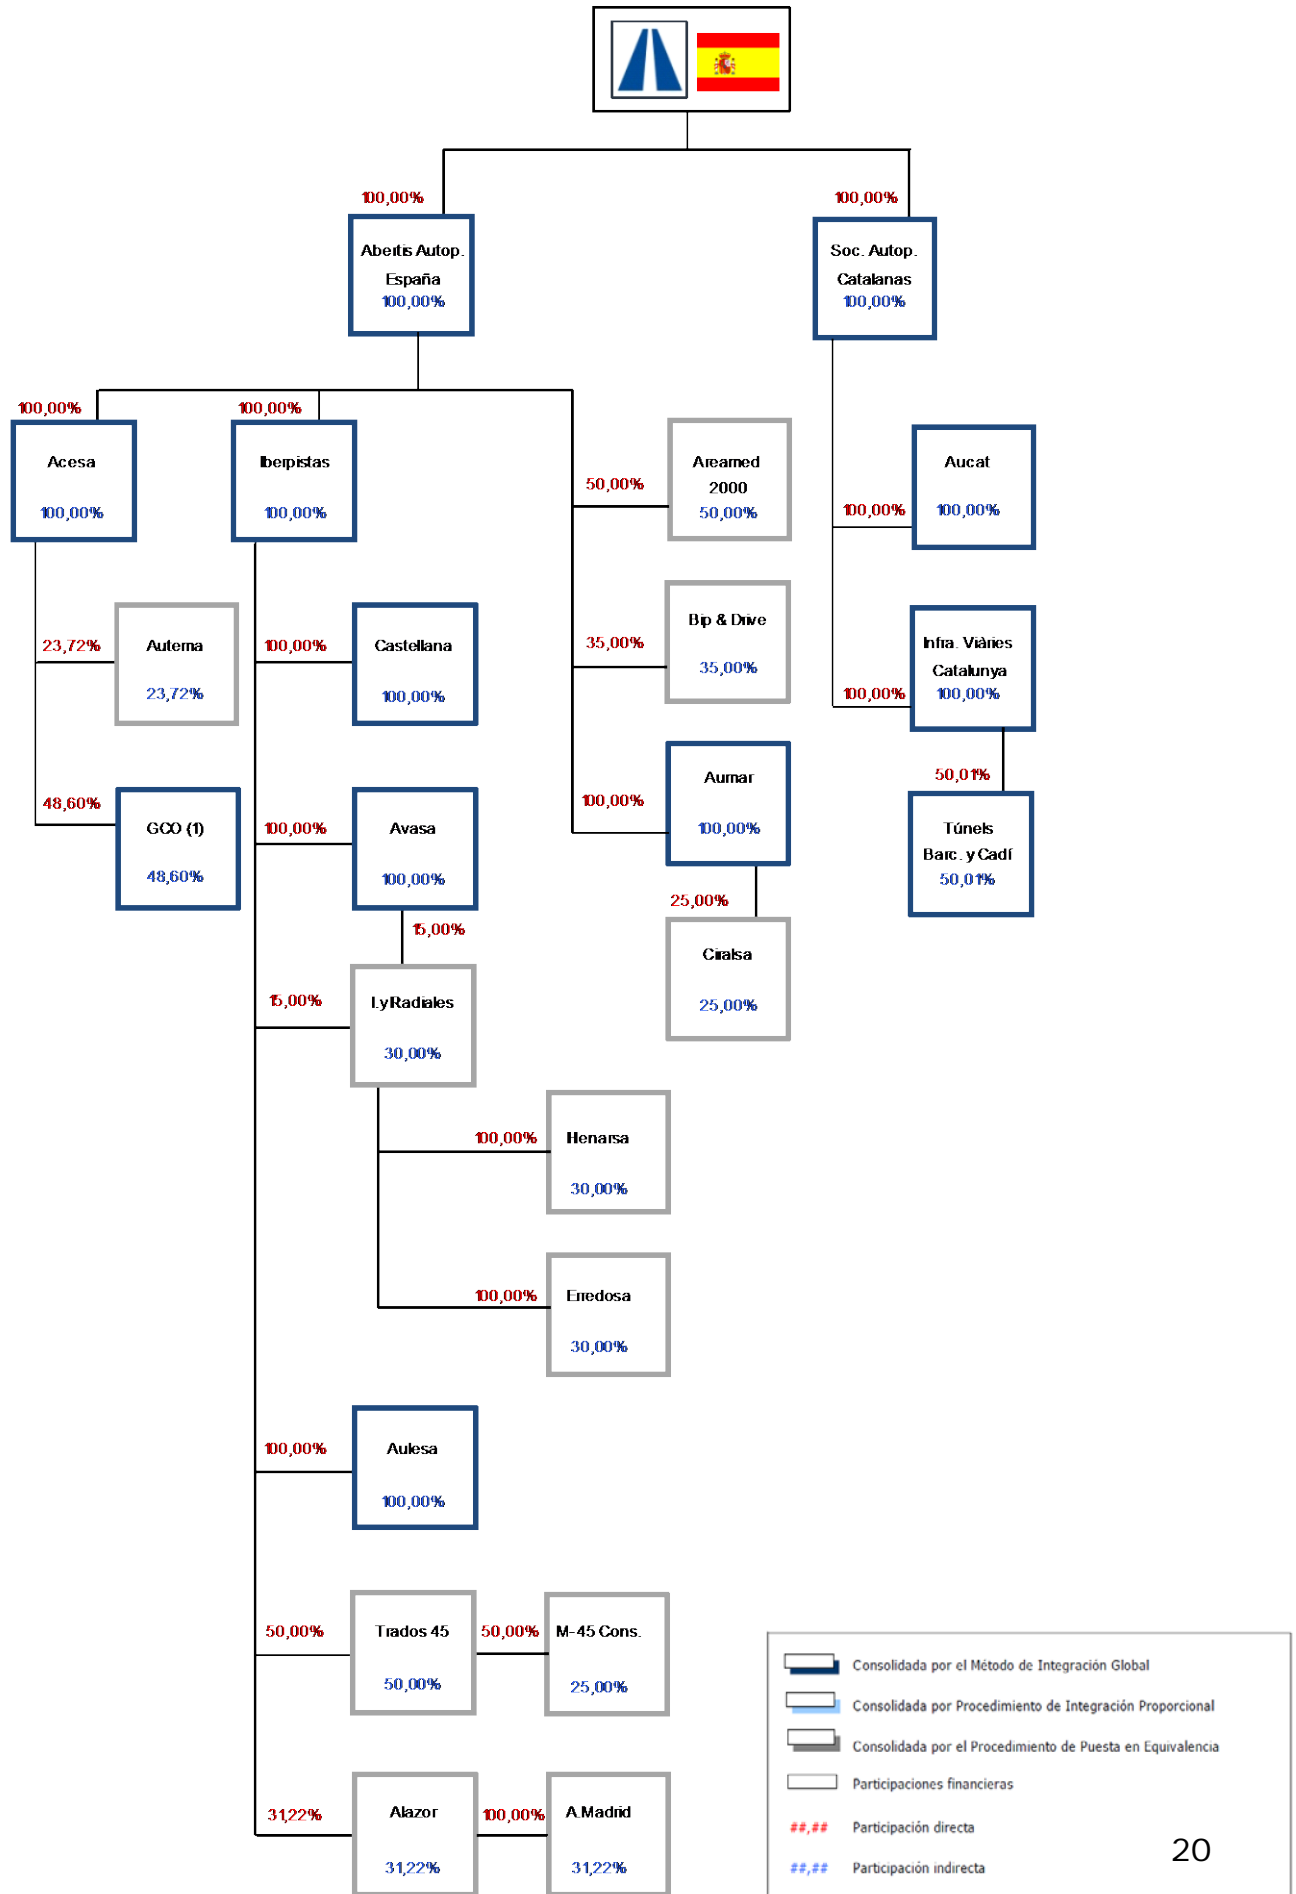 100,00%
100,00%
Abertis Autop.
España
100,00%
Soc. Autop.
Catalanas
100,00%
100,00%
100,00%
Acesa
100,00%
Iberpistas
100,00%
50,00%
Areamed
2000
50,00%
100,00%
Aucat
100,00%
23,72%
Autema
23,72%
100,00%
Castellana
100,00%
35,00%
Bip & Drive
35,00%
100,00%
Infra. Viàries
Catalunya
100,00%
48,60%
GCO (1)
48,60%
100,00%
Avasa
100,00%
100,00%
Aumar
100,00%
50,01%
Túnels
Barc. y Cadí
50,01%
15,00%
25,00%
Ciralsa
25,00%
15,00%
I.y Radiales
30,00%
100,00%
Henarsa
30,00%
100,00%
Erredosa
30,00%
100,00%
Aulesa
100,00%
50,00%
Trados 45
50,00%
50,00%
M-45 Cons.
25,00%
31,22%
Alazor
31,22%
100,00%
A.Madrid
31,22%
Consolidada por el Método de Integración Global
Consolidada por Procedimiento de Integración Proporcional
Consolidada por el Procedimiento de Puesta en Equivalencia
Participaciones financieras
##,## Participación directa
##,## Participación indirecta
20